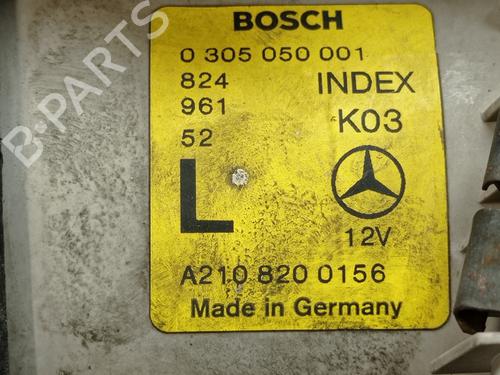 BOSCH
0 305 050 001
824 INDEX
961 K03
52
L
12V
A210 820 0156
Made in Germany
B-PARTS